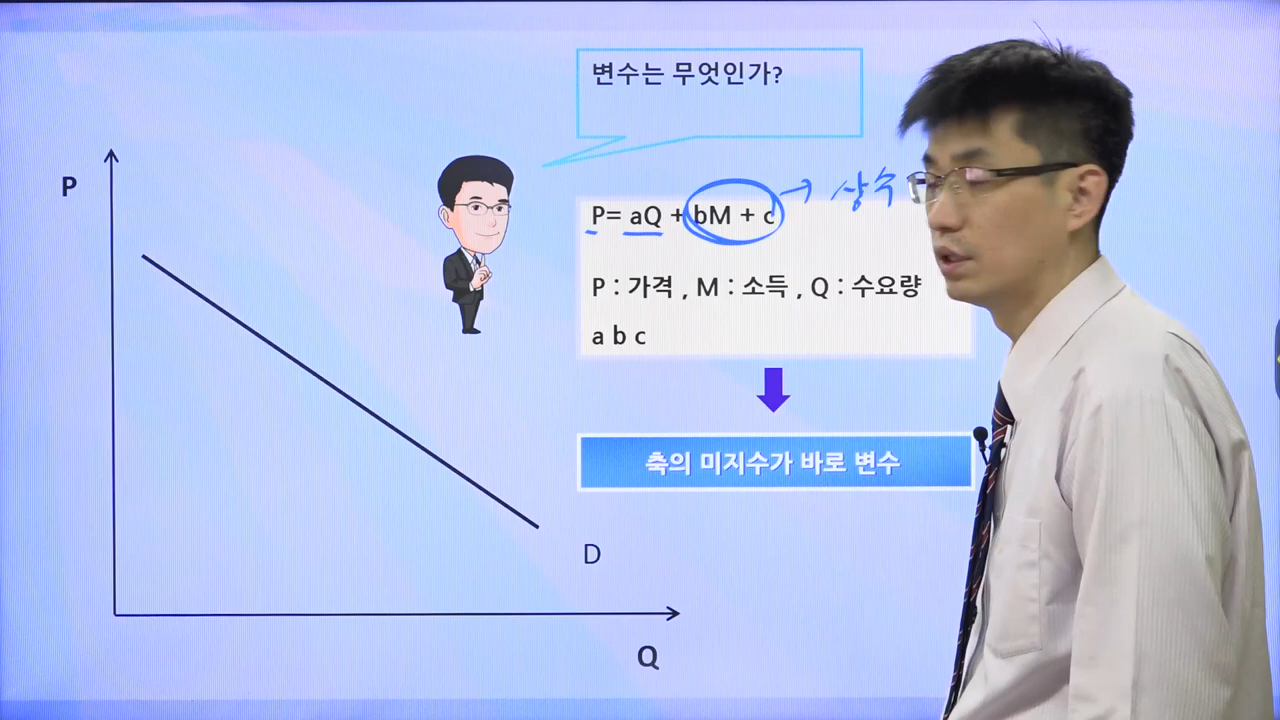 변수는 무엇인가?
P
P= aQ + bM + c → 상수
P : 가격 , M : 소득 , Q : 수요량
a b c
축의 미지수가 바로 변수
D
Q